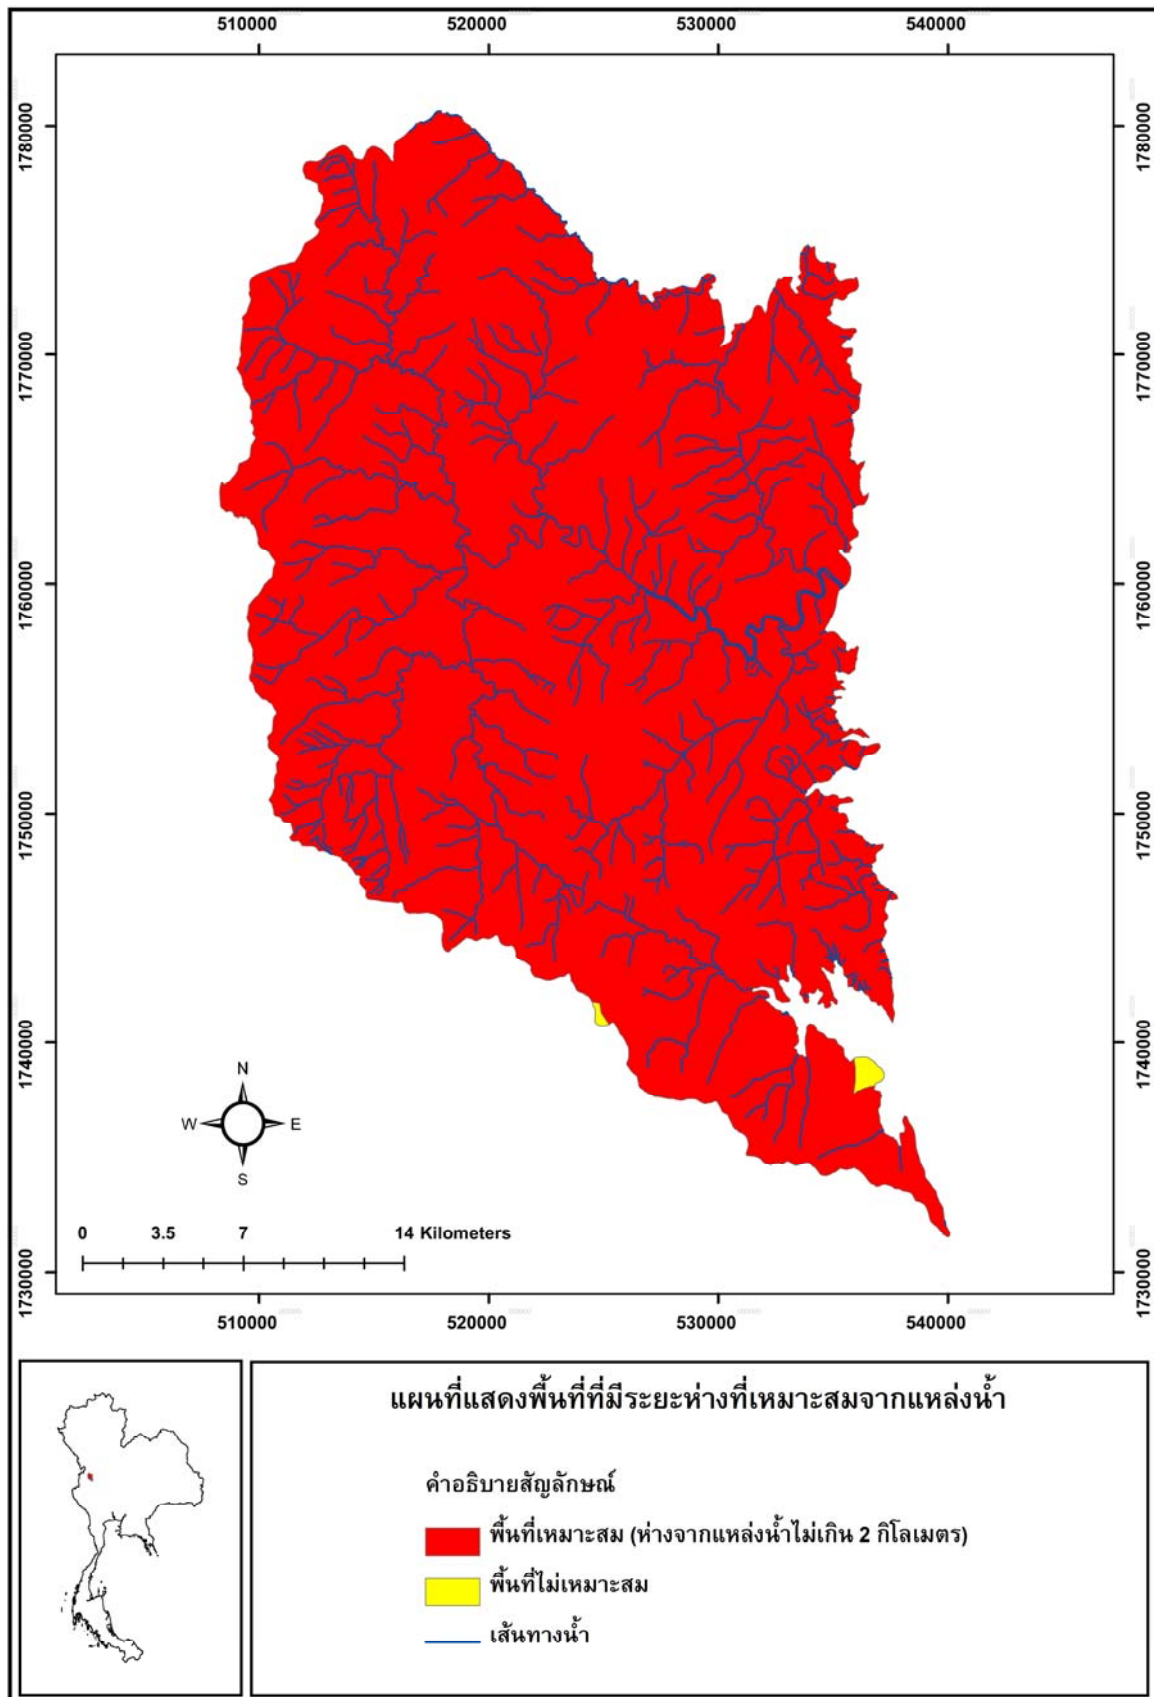 510000 520000 530000 540000
1780000 1780000
1770000 1770000
1760000 1760000
1750000 1750000
1740000 1740000
1730000 1730000
N
W E
S
0 3.5 7 14 Kilometers
510000 520000 530000 540000
แผนที่แสดงพื้นที่ที่มีระยะห่างที่เหมาะสมจากแหล่งน้ำ
คำอธิบายสัญลักษณ์
พื้นที่เหมาะสม (ห่างจากแหล่งน้ำไม่เกิน 2 กิโลเมตร)
พื้นที่ไม่เหมาะสม
เส้นทางน้ำ